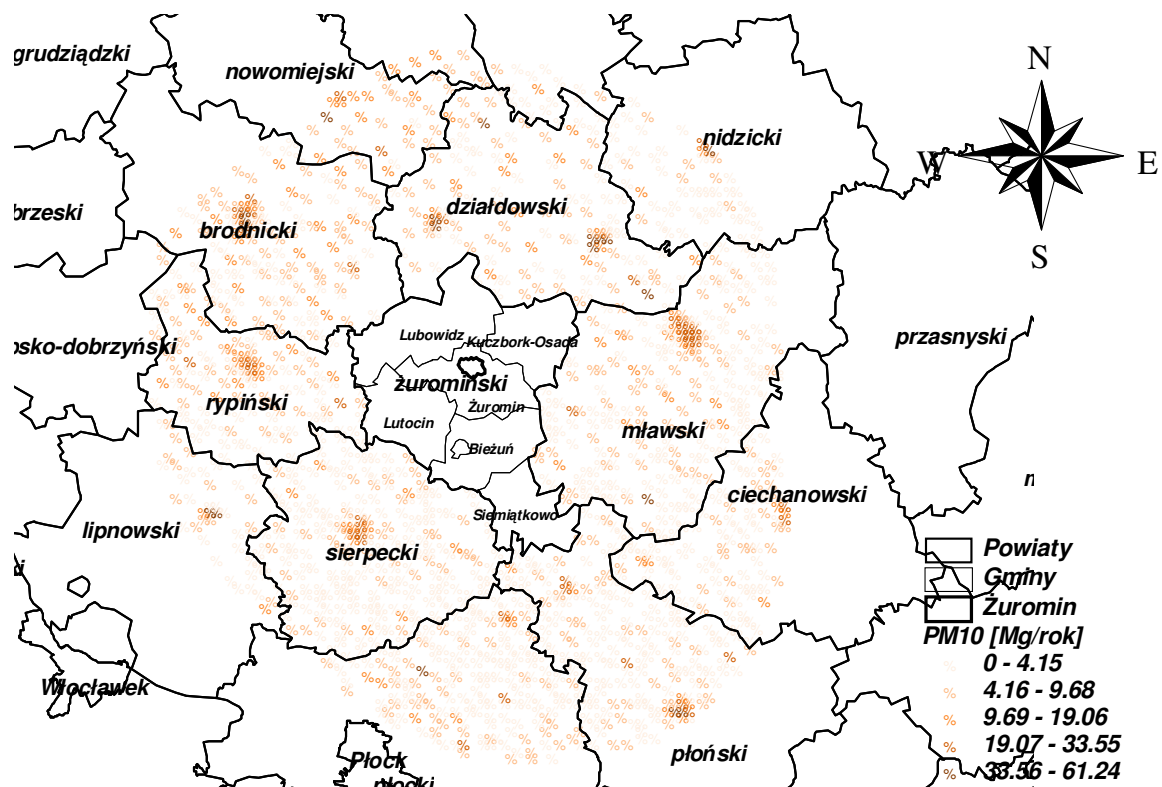 grudziądzki
nowomiejski
N
nidzicki
W
E
brzeski
działdowski
brodnicki
S
Lubowidz
Kuczbork-Osada
przasnyski
osko-dobrzyński
żuromiński
rypiński
Żuromin
Lutocin
mławski
Bieżuń
ciechanowski
Siemiątkowo
lipnowski
sierpecki
Powiaty
Gminy
Żuromin
PM10 [Mg/rok]
0 - 4.15
4.16 - 9.68
9.69 - 19.06
19.07 - 33.55
33.56 - 61.24
Włocławek
Płock
płocki
płoński